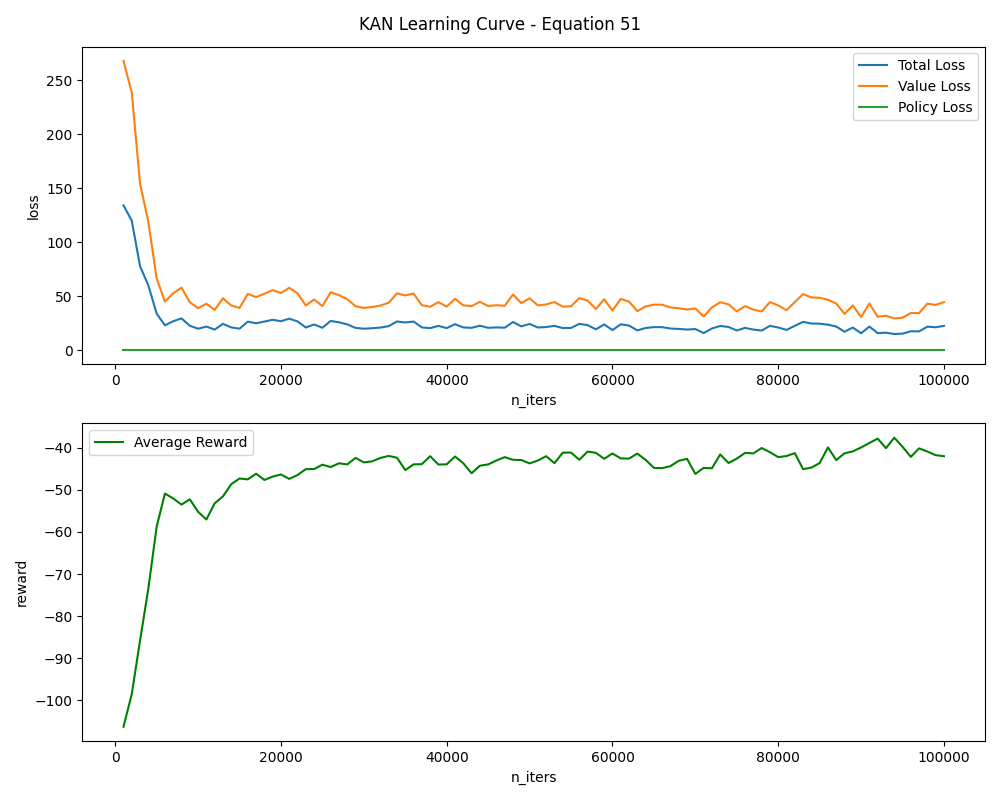 KAN Learning Curve - Equation 51
Total Loss
Value Loss
Policy Loss
loss
250
200
150
100
50
0
0 20000 40000 60000 80000 100000
n_iters
Average Reward
reward
−40
−50
−60
−70
−80
−90
−100
0 20000 40000 60000 80000 100000
n_iters